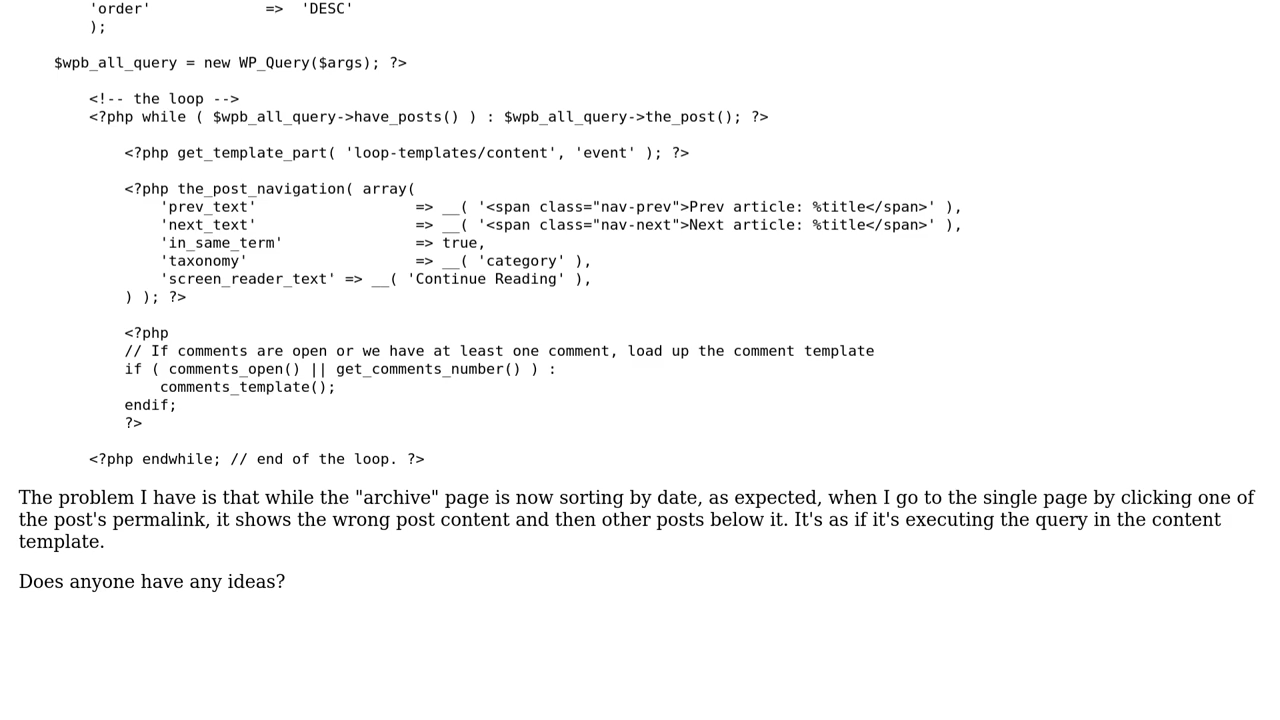 'order'             =>  'DESC'
);
$wpb_all_query = new WP_Query($args); ?>
<!-- the loop -->
<?php while ( $wpb_all_query->have_posts() ) : $wpb_all_query->the_post(); ?>
<?php get_template_part( 'loop-templates/content', 'event' ); ?>
<?php the_post_navigation( array(
'prev_text'                  => __( '<span class="nav-prev">Prev article: %title</span>' ),
'next_text'                  => __( '<span class="nav-next">Next article: %title</span>' ),
'in_same_term'               => true,
'taxonomy'                   => __( 'category' ),
'screen_reader_text' => __( 'Continue Reading' ),
) ); ?>
<?php
// If comments are open or we have at least one comment, load up the comment template
if ( comments_open() || get_comments_number() ) :
comments_template();
endif;
?>
<?php endwhile; // end of the loop. ?>
The problem I have is that while the "archive" page is now sorting by date, as expected, when I go to the single page by clicking one of
the post's permalink, it shows the wrong post content and then other posts below it. It's as if it's executing the query in the content
template.
Does anyone have any ideas?